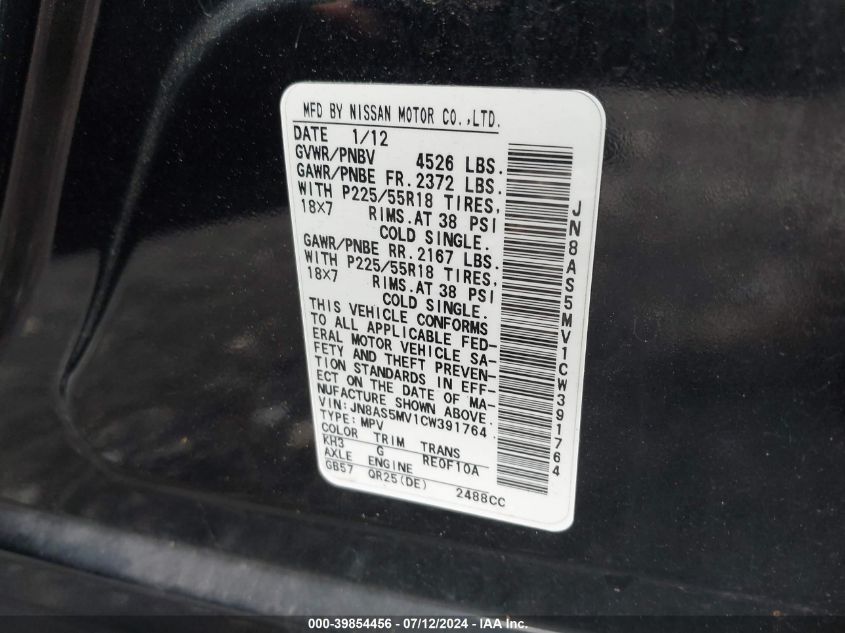 MFD BY NISSAN MOTOR CO.,LTD.
DATE 1/12
GVWR/PNBV 4526 LBS.
GAWR/PNBE FR. 2372 LBS.
WITH P225/55R18 TIRES,
18X7 RIMS.AT 38 PSI
COLD SINGLE.
GAWR/PNBE RR. 2167 LBS.
WITH P225/55R18 TIRES,
18X7 RIMS.AT 38 PSI
COLD SINGLE.
THIS VEHICLE CONFORMS
TO ALL APPLICABLE FED-
ERAL MOTOR VEHICLE SA-
FETY AND THEFT PREVEN-
TION STANDARDS IN EFF-
ECT ON THE DATE OF MA-
NUFACTURE SHOWN ABOVE.
VIN: JN8AS5MV1CW391764
TYPE: MPV
COLOR TRIM TRANS
KH3 G RE0F10A
AXLE ENGINE
GB57 QR25(DE) 2488CC
JN8AS5MV1CW391764
000-39854456 - 07/12/2024 - IAA Inc.